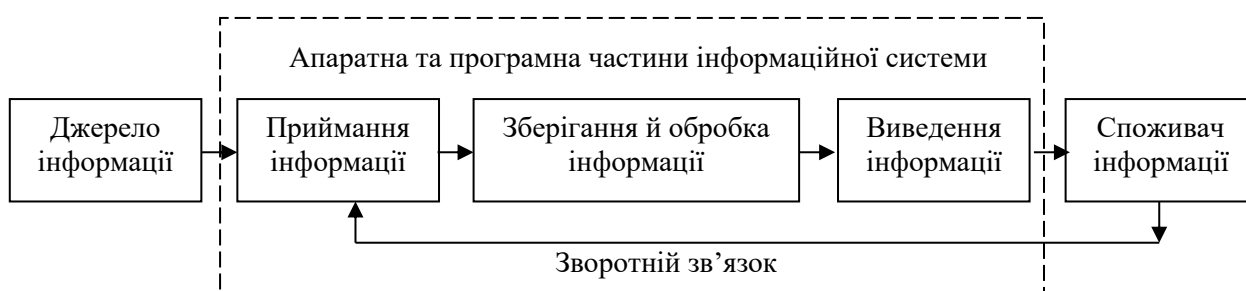 Апаратна та програмна частини інформаційної системи
Джерело
інформації
Приймання
інформації
Зберігання й обробка
інформації
Виведення
інформації
Споживач
інформації
Зворотній зв’язок